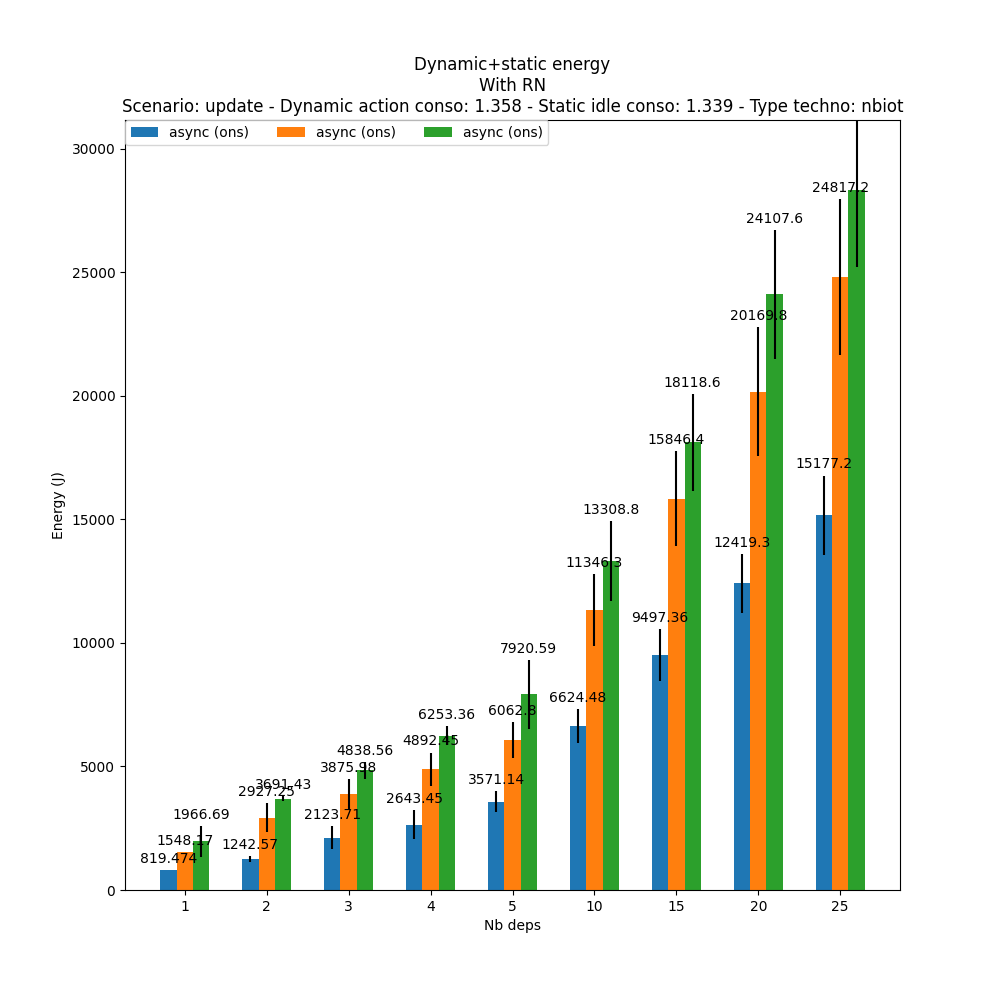 Dynamic+static energy
With RN
Scenario: update - Dynamic action conso: 1.358 - Static idle conso: 1.339 - Type techno: nbiot
async (ons) async (ons) async (ons)
Energy (J)
30000
25000
20000
15000
10000
5000
0
819.474 1548.17 1966.69
1242.57 2927.25 3691.43
2123.71 3875.98 4838.56
2643.45 4892.45 6253.36
3571.14 6062.8 7920.59
6624.48 11346.3 13308.8
9497.36 15846.4 18118.6
12419.3 20169.8 24107.6
15177.2 24817.2
1 2 3 4 5 10 15 20 25
Nb deps